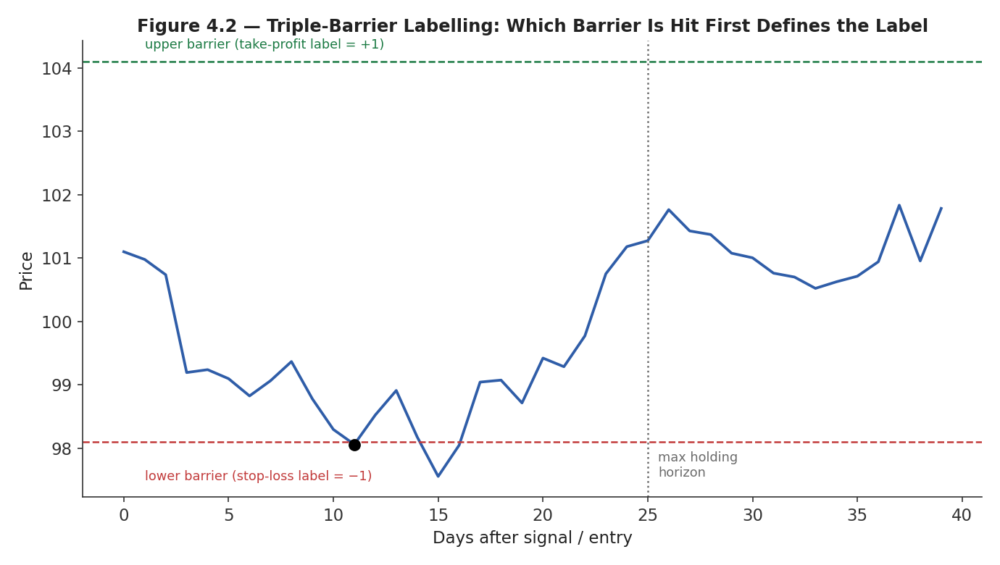 Figure 4.2 — Triple-Barrier Labelling: Which Barrier Is Hit First Defines the Label
upper barrier (take-profit label = +1)
104
103
102
101
100
99
98
Price
lower barrier (stop-loss label = −1)
max holding
horizon
0 5 10 15 20 25 30 35 40
Days after signal / entry